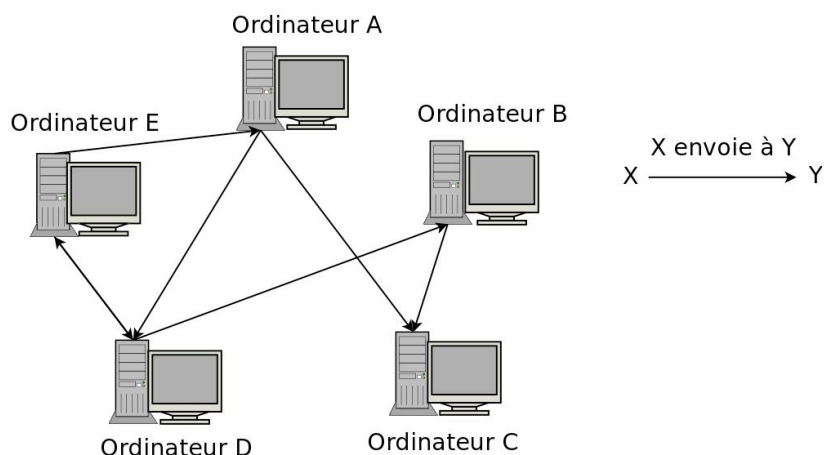 Ordinateur A
Ordinateur E
Ordinateur B
X envoie à Y
X
Y
Ordinateur D
Ordinateur C